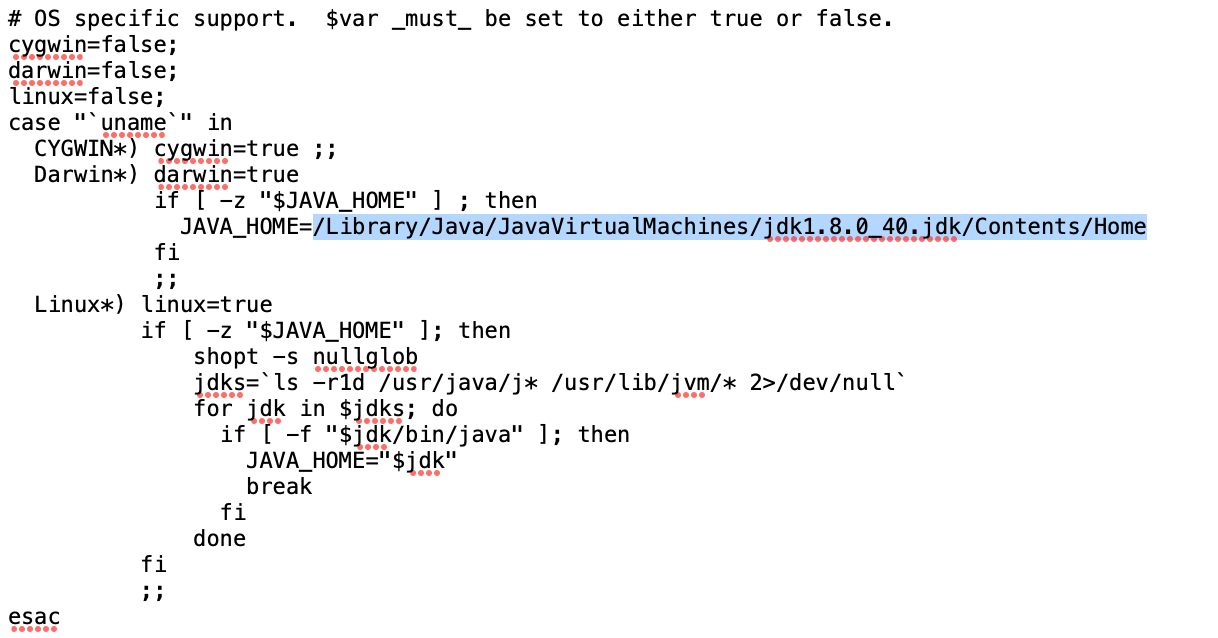 # OS specific support.  $var _must_ be set to either true or false.
cygwin=false;
darwin=false;
linux=false;
case "`uname`" in
  CYGWIN*) cygwin=true ;;
  Darwin*) darwin=true
           if [ -z "$JAVA_HOME" ] ; then
             JAVA_HOME=/Library/Java/JavaVirtualMachines/jdk1.8.0_40.jdk/Contents/Home
           fi
           ;;
  Linux*) linux=true
          if [ -z "$JAVA_HOME" ]; then
              shopt -s nullglob
              jdks=`ls -r1d /usr/java/j* /usr/lib/jvm/* 2>/dev/null`
              for jdk in $jdks; do
                if [ -f "$jdk/bin/java" ]; then
                  JAVA_HOME="$jdk"
                  break
                fi
              done
          fi
          ;;
esac